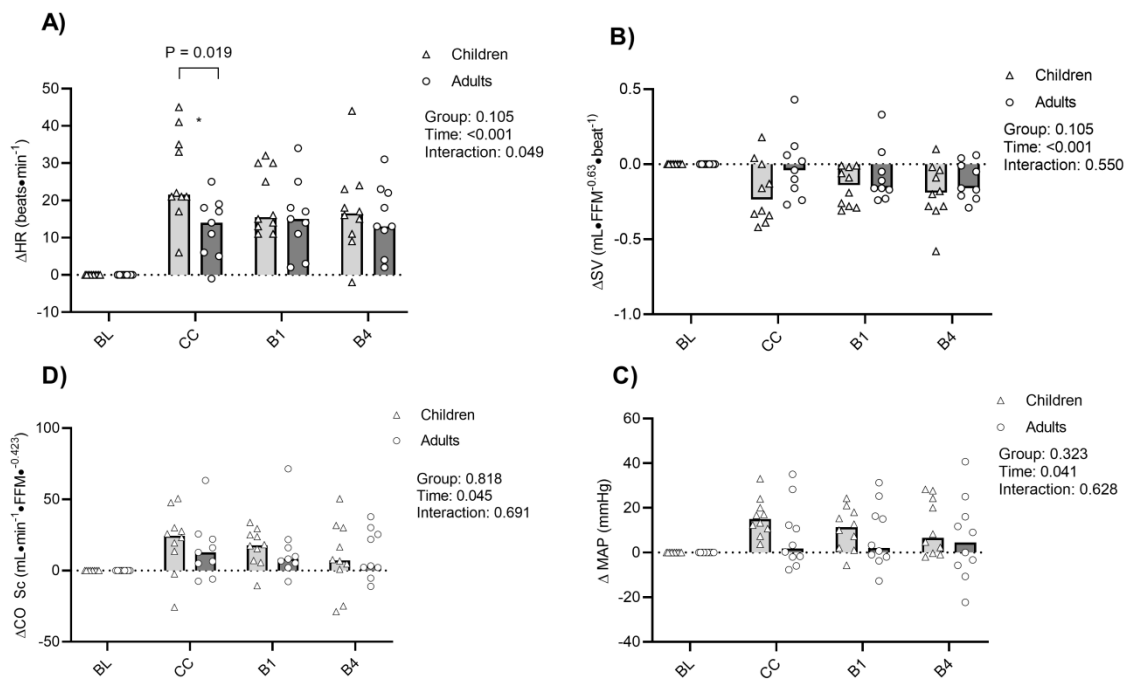 A)
P = 0.019
Children
Adults
Group: 0.105
Time: <0.001
Interaction: 0.049
*
ΔHR (beats•min⁻¹)
50
40
30
20
10
0
-10
BL
CC
B1
B4
B)
Children
Adults
Group: 0.105
Time: <0.001
Interaction: 0.550
ΔSV (mL•FFM⁻⁰·⁶³•beat⁻¹)
0.5
0.0
-0.5
-1.0
BL
CC
B1
B4
D)
Children
Adults
Group: 0.818
Time: 0.045
Interaction: 0.691
ΔCO Sc (mL•min⁻¹•FFM•⁻⁰·⁴²³)
100
50
0
-50
BL
CC
B1
B4
C)
Children
Adults
Group: 0.323
Time: 0.041
Interaction: 0.628
Δ MAP (mmHg)
60
40
20
0
-20
-40
BL
CC
B1
B4